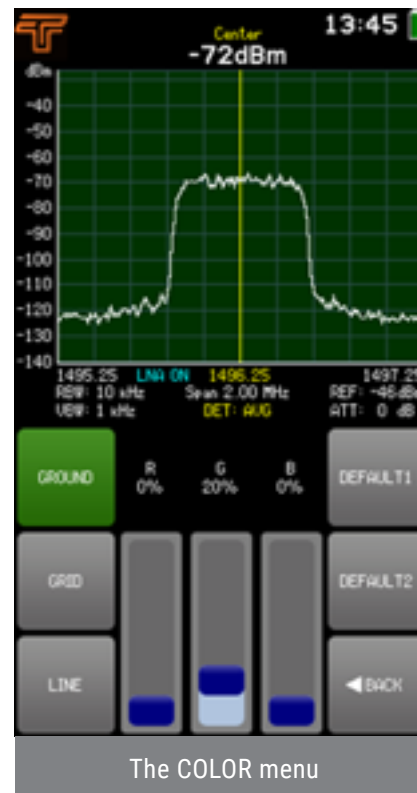 Center
13:45
-72dBm
dBm
-40
-50
-60
-70
-80
-90
-100
-110
-120
-130
-140
1495.25 LNA ON 1496.25 1497.25
RBW: 10 kHz Span 2.00 MHz REF: -46dBm
VBW: 1 kHz DET: AVG ATT: 0 dB
GROUND R G B DEFAULT1
0% 20% 0%
GRID DEFAULT2
LINE ◀BACK
The COLOR menu